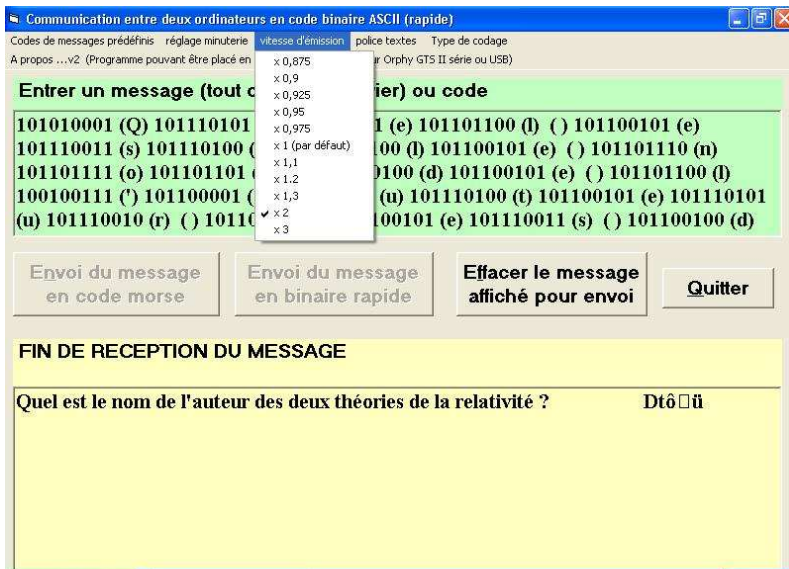 Communication entre deux ordinateurs en code binaire ASCII (rapide)
Codes de messages prédéfinis réglage minuterie vitesse d'émission police textes Type de codage
A propos ...v2 (Programme pouvant être placé en ur Orphy GTS II série ou USB)
x 0,875
x 0,9
x 0,925
x 0,95
x 0,975
x 1 (par défaut)
x 1,1
x 1.2
x 1,3
x 2
x 3
Entrer un message (tout ier) ou code
101010001 (Q) 101110101 1 (e) 101101100 (l) ( ) 101100101 (e)
101110011 (s) 101110100 ( 100 (l) 101100101 (e) ( ) 101101110 (n)
101101111 (o) 101101101 0100 (d) 101100101 (e) ( ) 101101100 (l)
100100111 (') 101100001 ( (u) 101110100 (t) 101100101 (e) 101110101
(u) 101110010 (r) ( ) 10110 100101 (e) 101110011 (s) ( ) 101100100 (d)
Envoi du message en code morse
Envoi du message en binaire rapide
Effacer le message affiché pour envoi
Quitter
FIN DE RECEPTION DU MESSAGE
Quel est le nom de l'auteur des deux théories de la relativité ? Dtô□ü